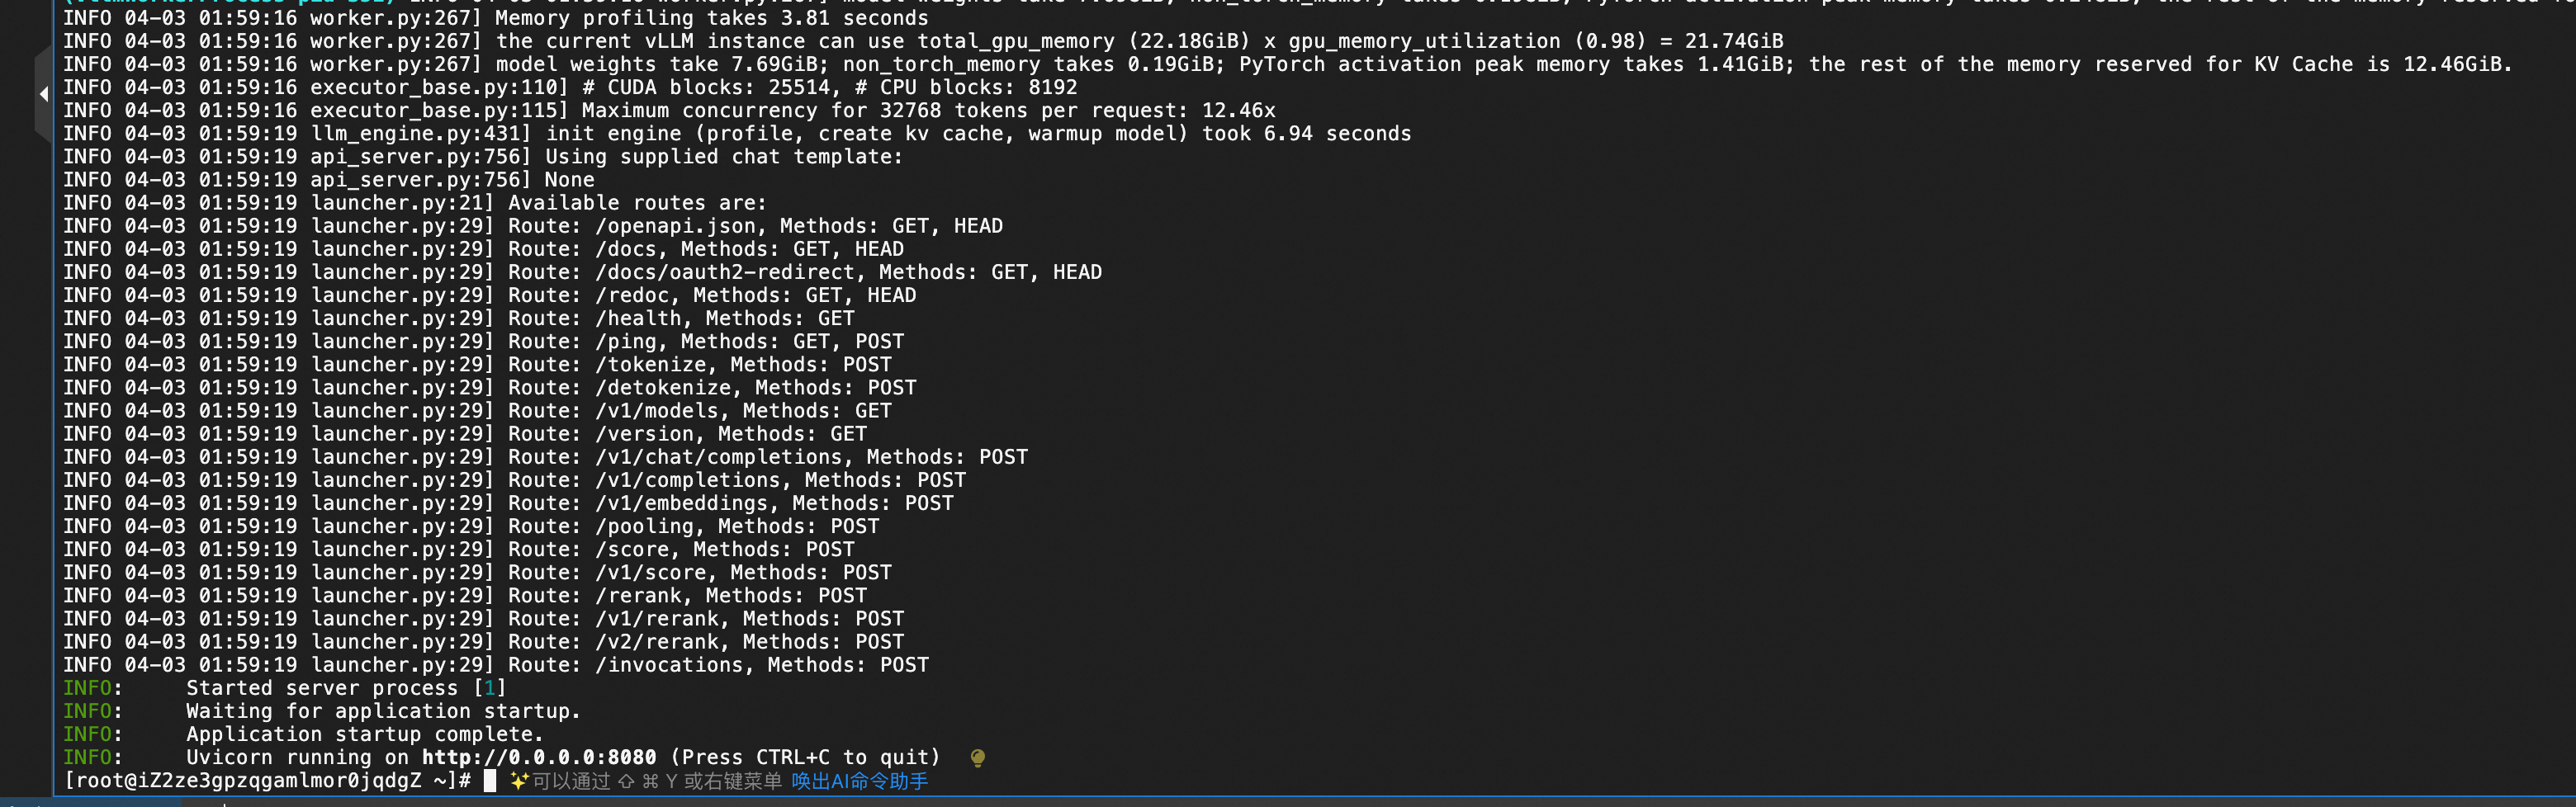 INFO 04-03 01:59:16 worker.py:267] Memory profiling takes 3.81 seconds
INFO 04-03 01:59:16 worker.py:267] the current vLLM instance can use total_gpu_memory (22.18GiB) x gpu_memory_utilization (0.98) = 21.74GiB
INFO 04-03 01:59:16 worker.py:267] model weights take 7.69GiB; non_torch_memory takes 0.19GiB; PyTorch activation peak memory takes 1.41GiB; the rest of the memory reserved for KV Cache is 12.46GiB.
INFO 04-03 01:59:16 executor_base.py:110] # CUDA blocks: 25514, # CPU blocks: 8192
INFO 04-03 01:59:16 executor_base.py:115] Maximum concurrency for 32768 tokens per request: 12.46x
INFO 04-03 01:59:19 llm_engine.py:431] init engine (profile, create kv cache, warmup model) took 6.94 seconds
INFO 04-03 01:59:19 api_server.py:756] Using supplied chat template:
INFO 04-03 01:59:19 api_server.py:756] None
INFO 04-03 01:59:19 launcher.py:21] Available routes are:
INFO 04-03 01:59:19 launcher.py:29] Route: /openapi.json, Methods: GET, HEAD
INFO 04-03 01:59:19 launcher.py:29] Route: /docs, Methods: GET, HEAD
INFO 04-03 01:59:19 launcher.py:29] Route: /docs/oauth2-redirect, Methods: GET, HEAD
INFO 04-03 01:59:19 launcher.py:29] Route: /redoc, Methods: GET, HEAD
INFO 04-03 01:59:19 launcher.py:29] Route: /health, Methods: GET
INFO 04-03 01:59:19 launcher.py:29] Route: /ping, Methods: GET, POST
INFO 04-03 01:59:19 launcher.py:29] Route: /tokenize, Methods: POST
INFO 04-03 01:59:19 launcher.py:29] Route: /detokenize, Methods: POST
INFO 04-03 01:59:19 launcher.py:29] Route: /v1/models, Methods: GET
INFO 04-03 01:59:19 launcher.py:29] Route: /version, Methods: GET
INFO 04-03 01:59:19 launcher.py:29] Route: /v1/chat/completions, Methods: POST
INFO 04-03 01:59:19 launcher.py:29] Route: /v1/completions, Methods: POST
INFO 04-03 01:59:19 launcher.py:29] Route: /v1/embeddings, Methods: POST
INFO 04-03 01:59:19 launcher.py:29] Route: /pooling, Methods: POST
INFO 04-03 01:59:19 launcher.py:29] Route: /score, Methods: POST
INFO 04-03 01:59:19 launcher.py:29] Route: /v1/score, Methods: POST
INFO 04-03 01:59:19 launcher.py:29] Route: /rerank, Methods: POST
INFO 04-03 01:59:19 launcher.py:29] Route: /v1/rerank, Methods: POST
INFO 04-03 01:59:19 launcher.py:29] Route: /v2/rerank, Methods: POST
INFO 04-03 01:59:19 launcher.py:29] Route: /invocations, Methods: POST
INFO:     Started server process [1]
INFO:     Waiting for application startup.
INFO:     Application startup complete.
INFO:     Uvicorn running on http://0.0.0.0:8080 (Press CTRL+C to quit)
[root@iZ2ze3gpzqgamlmor0jqdgZ ~]# ✨可以通过 ⇧ ⌘ Y 或右键菜单 唤出AI命令助手